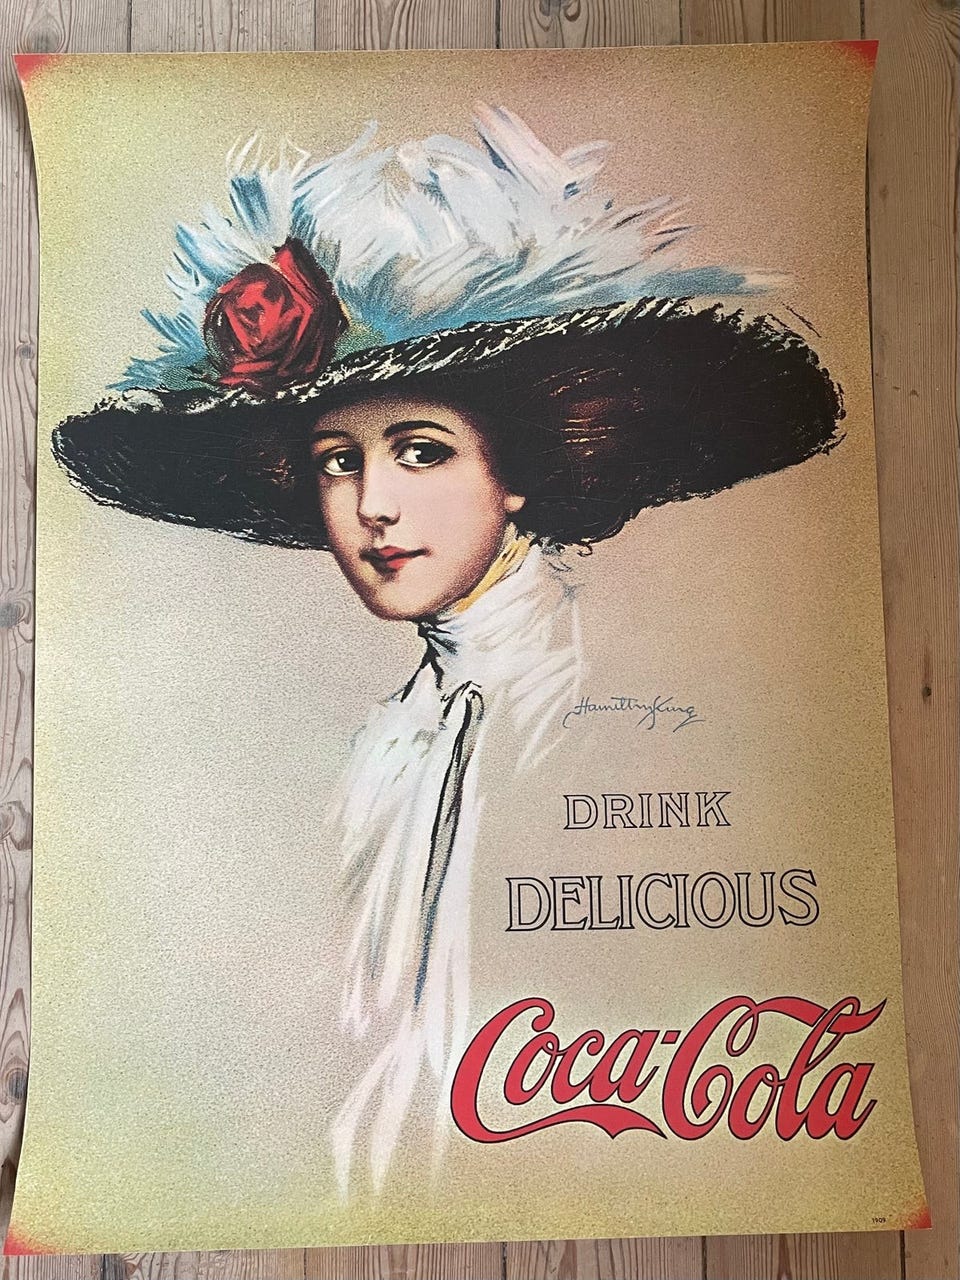 Hamilton King
DRINK
DELICIOUS
Coca-Cola
1909